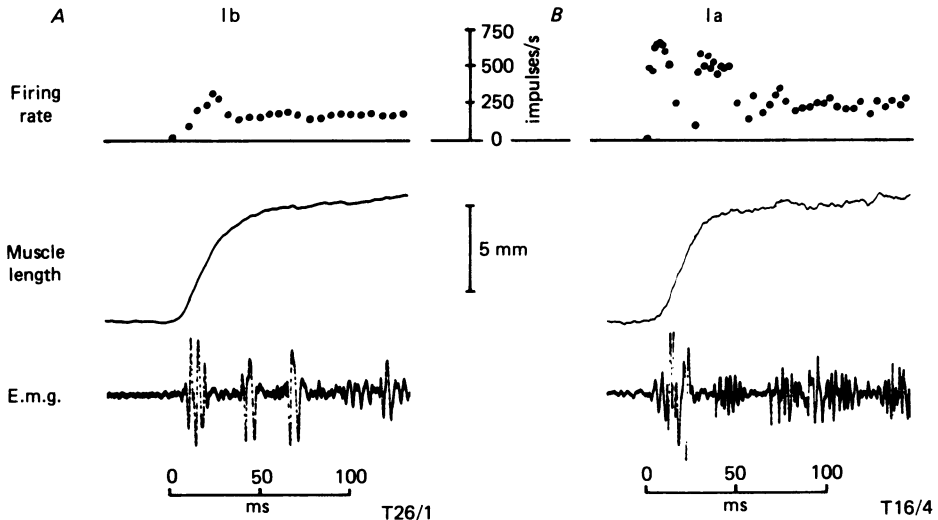 A Ib B Ia
750
500
250
0
impulses/s
Firing
rate
Muscle
length
5 mm
E.m.g.
0 50 100
ms
T26/1
0 50 100
ms
T16/4